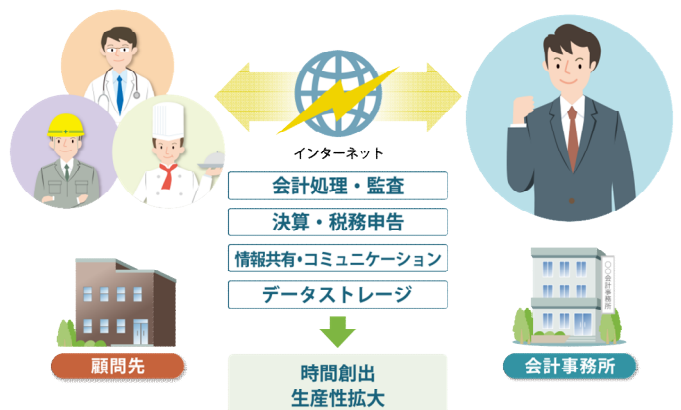 インターネット
会計処理・監査
決算・税務申告
情報共有・コミュニケーション
データストレージ
〇〇会計事務所
顧問先
会計事務所
時間創出
生産性拡大